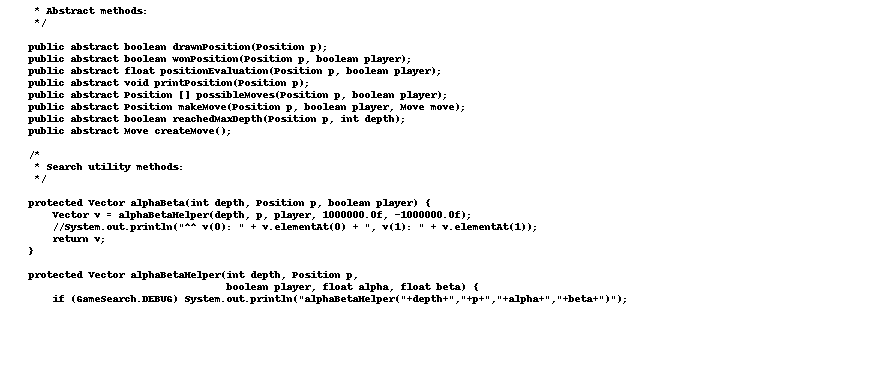 * Abstract methods:
 */

public abstract boolean drawnPosition(Position p);
public abstract boolean wonPosition(Position p, boolean player);
public abstract float positionEvaluation(Position p, boolean player);
public abstract void printPosition(Position p);
public abstract Position [] possibleMoves(Position p, boolean player);
public abstract Position makeMove(Position p, boolean player, Move move);
public abstract boolean reachedMaxDepth(Position p, int depth);
public abstract Move createMove();

/*
 * Search utility methods:
 */

protected Vector alphaBeta(int depth, Position p, boolean player) {
    Vector v = alphaBetaHelper(depth, p, player, 1000000.0f, -1000000.0f);
    //System.out.println("^^ v(0): " + v.elementAt(0) + ", v(1): " + v.elementAt(1));
    return v;
}

protected Vector alphaBetaHelper(int depth, Position p,
                                 boolean player, float alpha, float beta) {
    if (GameSearch.DEBUG) System.out.println("alphaBetaHelper("+depth+","+p+","+alpha+","+beta+")");